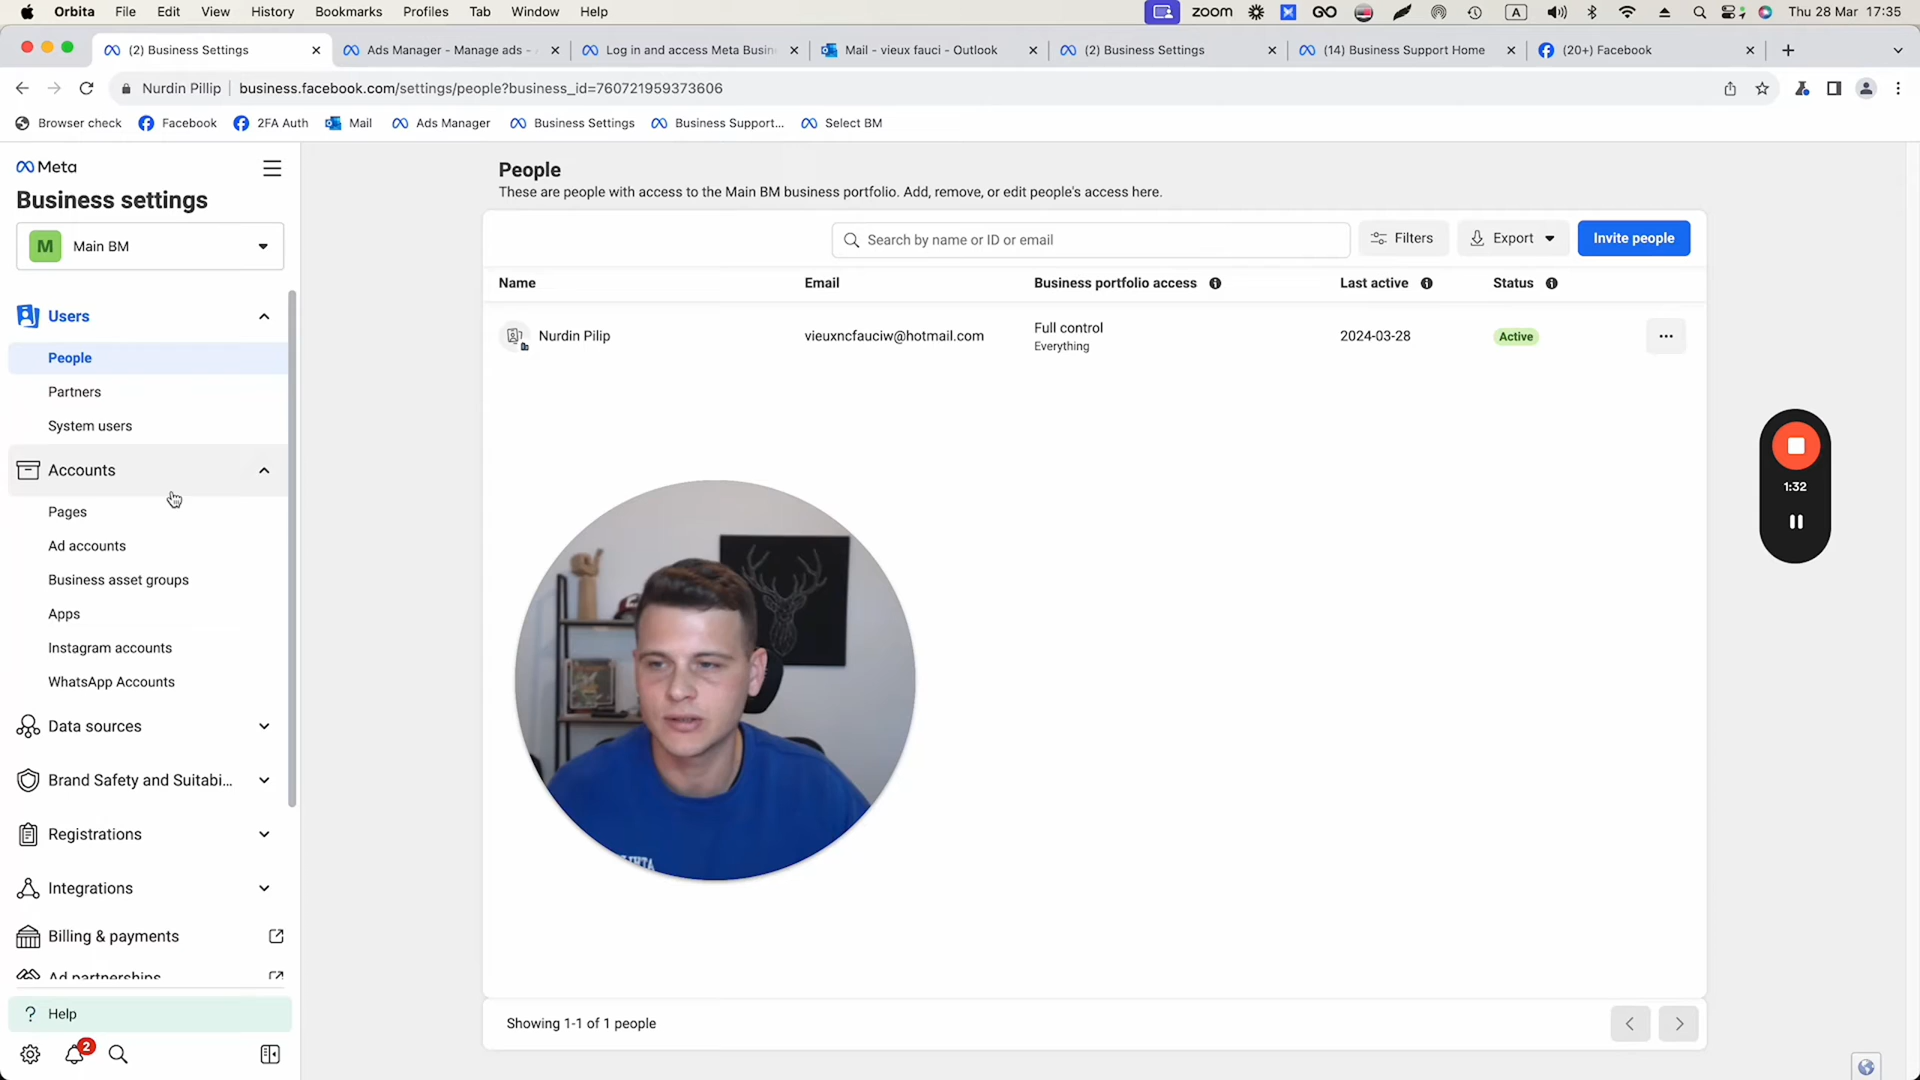 Orbita File Edit View History Bookmarks Profiles Tab Window Help zoom A Thu 28 Mar 17:35
(2) Business Settings
Ads Manager - Manage ads -
Log in and access Meta Busin
Mail - vieux fauci - Outlook
(2) Business Settings
(14) Business Support Home
(20+) Facebook
Nurdin Pillip business.facebook.com/settings/people?business_id=760721959373606
Browser check Facebook 2FA Auth Mail Ads Manager Business Settings Business Support... Select BM
Meta
Business settings
M Main BM
Users
People
Partners
System users
Accounts
Pages
Ad accounts
Business asset groups
Apps
Instagram accounts
WhatsApp Accounts
Data sources
Brand Safety and Suitabi...
Registrations
Integrations
Billing & payments
Ad partnerships
? Help
2
People
These are people with access to the Main BM business portfolio. Add, remove, or edit people's access here.
Search by name or ID or email
Filters
Export
Invite people
Name Email Business portfolio access Last active Status
Nurdin Pilip vieuxncfauciw@hotmail.com Full control 2024-03-28 Active
Everything
1:32
Showing 1-1 of 1 people